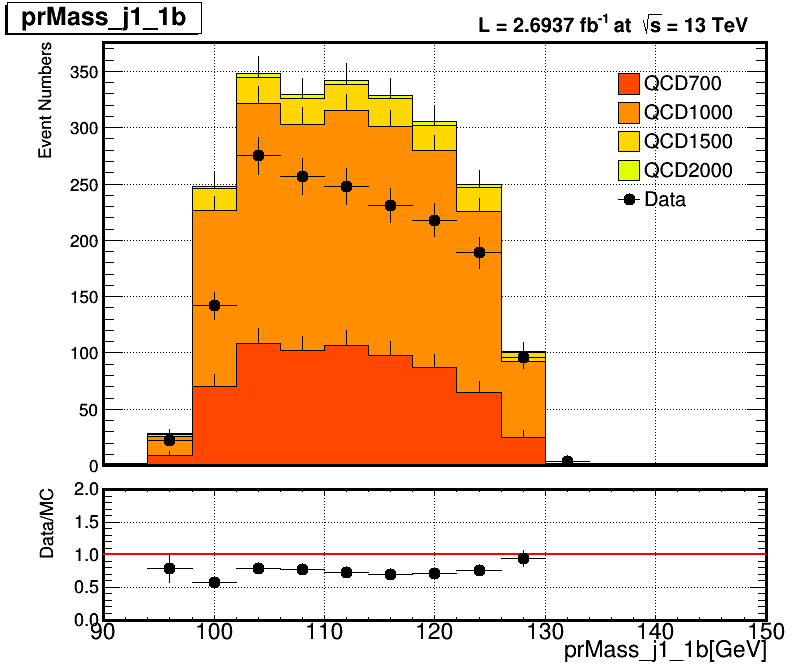 prMass_j1_1b
L = 2.6937 fb⁻¹ at √s = 13 TeV
Event Numbers
350
300
250
200
150
100
50
0
QCD700
QCD1000
QCD1500
QCD2000
Data
Data/MC
2.0
1.5
1.0
0.5
0.0
90 100 110 120 130 140 150
prMass_j1_1b[GeV]